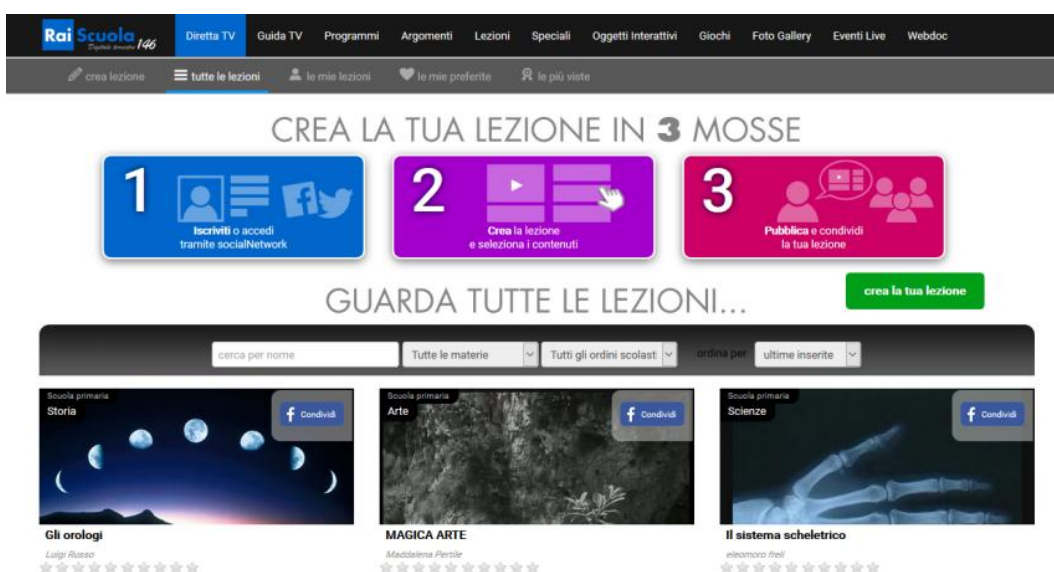 Rai Scuola
Digitale terrestre 146
Diretta TV Guida TV Programmi Argomenti Lezioni Speciali Oggetti Interattivi Giochi Foto Gallery Eventi Live Webdoc
crea lezione tutte le lezioni le mie lezioni le mie preferite le più viste
CREA LA TUA LEZIONE IN 3 MOSSE
1
Iscriviti o accedi
tramite socialNetwork
2
Crea la lezione
e seleziona i contenuti
3
Pubblica e condividi
la tua lezione
crea la tua lezione
GUARDA TUTTE LE LEZIONI...
cerca per nome Tutte le materie Tutti gli ordini scolasti ordina per ultime inserite
Scuola primaria
Storia
Condividi
Gli orologi
Luigi Russo
Scuola primaria
Arte
Condividi
MAGICA ARTE
Maddalena Pertile
Scuola primaria
Scienze
Condividi
Il sistema scheletrico
eleomoro freli